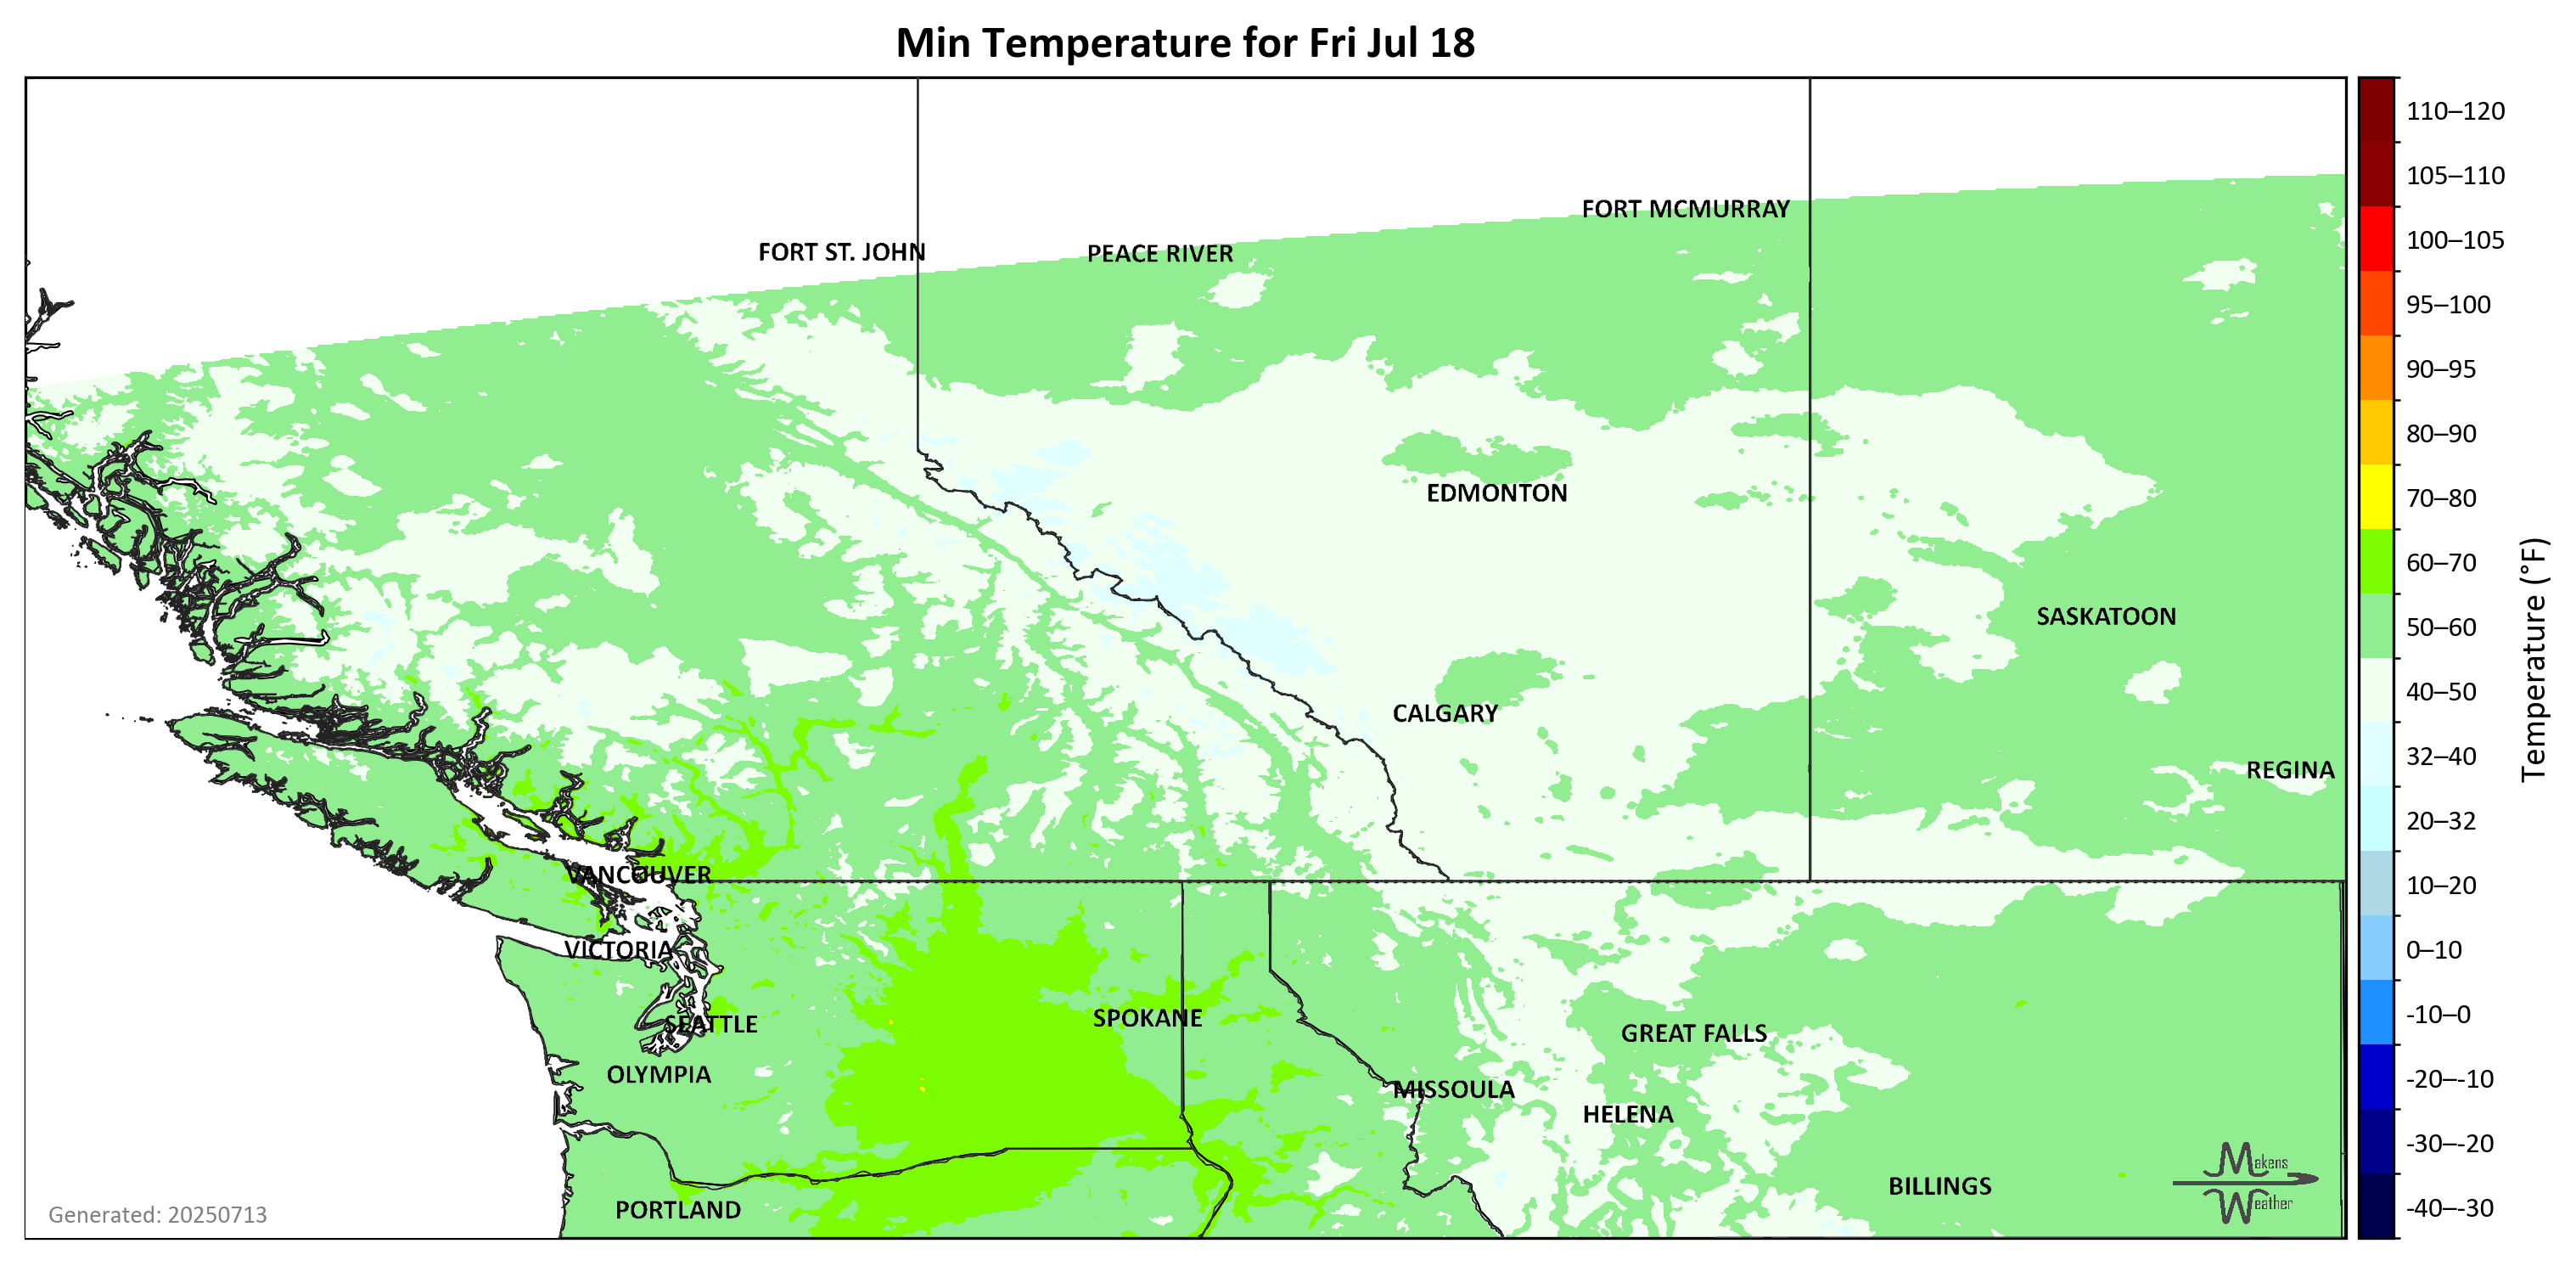 Min Temperature for Fri Jul 18
FORT MCMURRAY
FORT ST. JOHN
PEACE RIVER
EDMONTON
SASKATOON
CALGARY
REGINA
VANCOUVER
VICTORIA
SEATTLE
SPOKANE
GREAT FALLS
OLYMPIA
MISSOULA
HELENA
BILLINGS
PORTLAND
Makens
Weather
Generated: 20250713
110–120
105–110
100–105
95–100
90–95
80–90
70–80
60–70
50–60
40–50
32–40
20–32
10–20
0–10
-10–0
-20–-10
-30–-20
-40–-30
Temperature (°F)